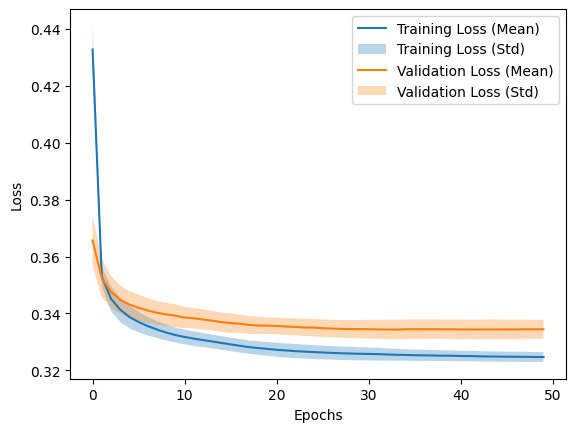 0.44
0.42
0.40
0.38
0.36
0.34
0.32
Loss
0 10 20 30 40 50
Epochs
Training Loss (Mean)
Training Loss (Std)
Validation Loss (Mean)
Validation Loss (Std)